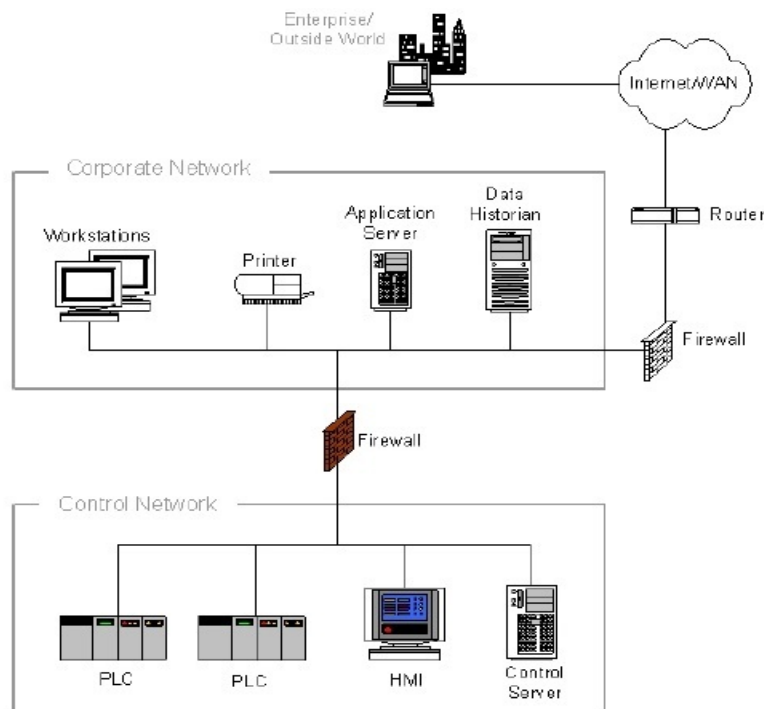 Enterprise/
Outside World
Internet/WAN
Corporate Network
Data
Historian
Application
Server
Router
Workstations
Printer
Firewall
Firewall
Control Network
PLC
PLC
HMI
Control
Server